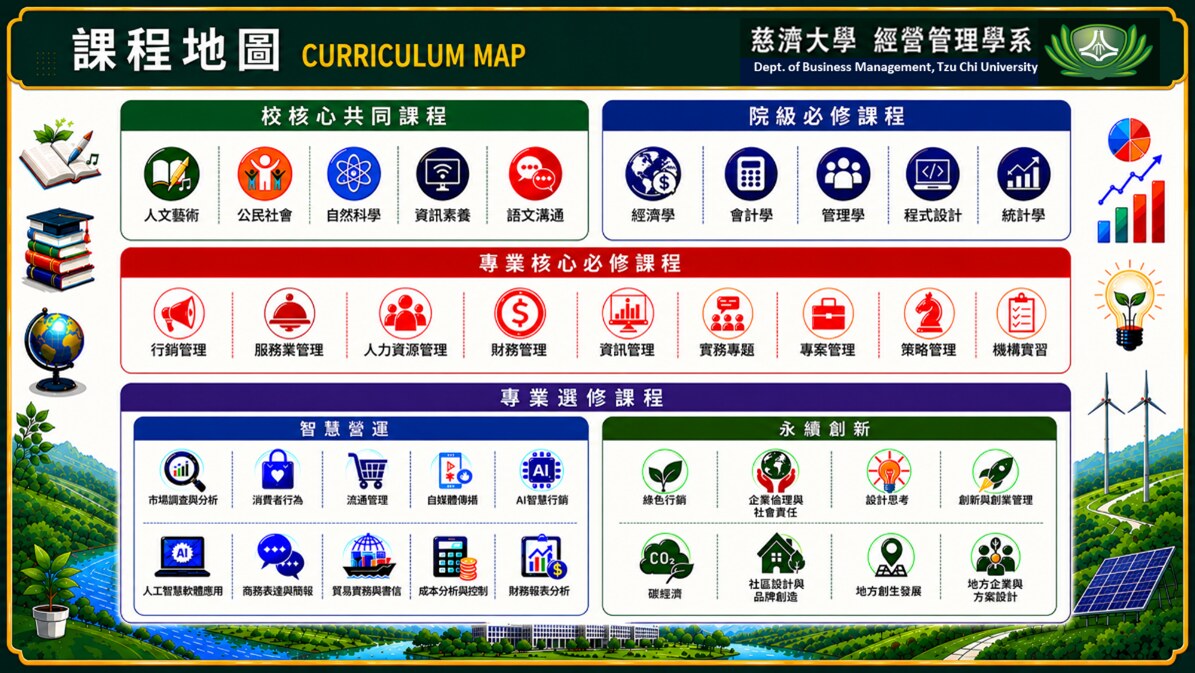 課程地圖 CURRICULUM MAP
慈濟大學 經營管理學系
Dept. of Business Management, Tzu Chi University
校核心共同課程
人文藝術
公民社會
自然科學
資訊素養
語文溝通
院級必修課程
經濟學
會計學
管理學
程式設計
統計學
專業核心必修課程
行銷管理
服務業管理
人力資源管理
財務管理
資訊管理
實務專題
專案管理
策略管理
機構實習
專業選修課程
智慧營運
市場調查與分析
消費者行為
流通管理
自媒體傳播
AI
AI智慧行銷
AI
人工智慧軟體應用
商務表達與簡報
貿易實務與書信
成本分析與控制
財務報表分析
永續創新
綠色行銷
企業倫理與
社會責任
設計思考
創新與創業管理
CO₂
碳經濟
社區設計與
品牌創造
地方創生發展
地方企業與
方案設計